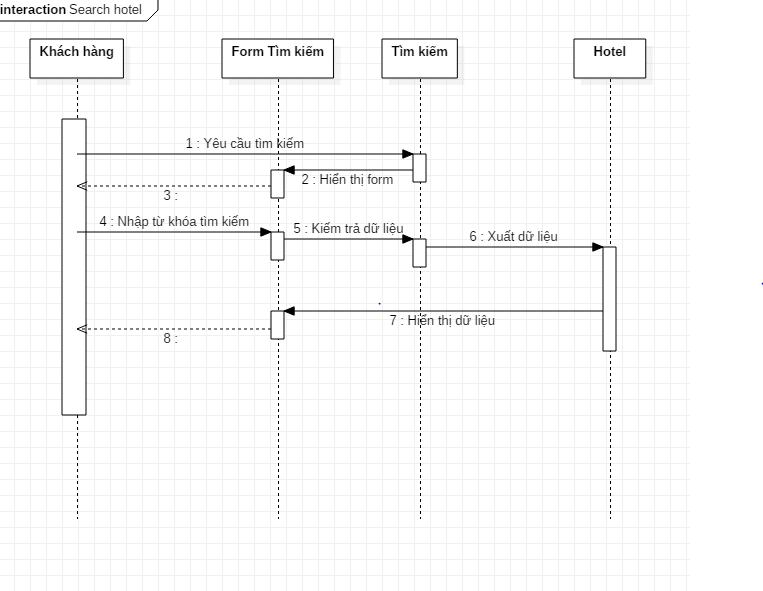 interaction Search hotel
Khách hàng
Form Tìm kiếm
Tìm kiếm
Hotel
1 : Yêu cầu tìm kiếm
2 : Hiển thị form
3 :
4 : Nhập từ khóa tìm kiếm
5 : Kiểm trả dữ liệu
6 : Xuất dữ liệu
7 : Hiển thị dữ liệu
8 :